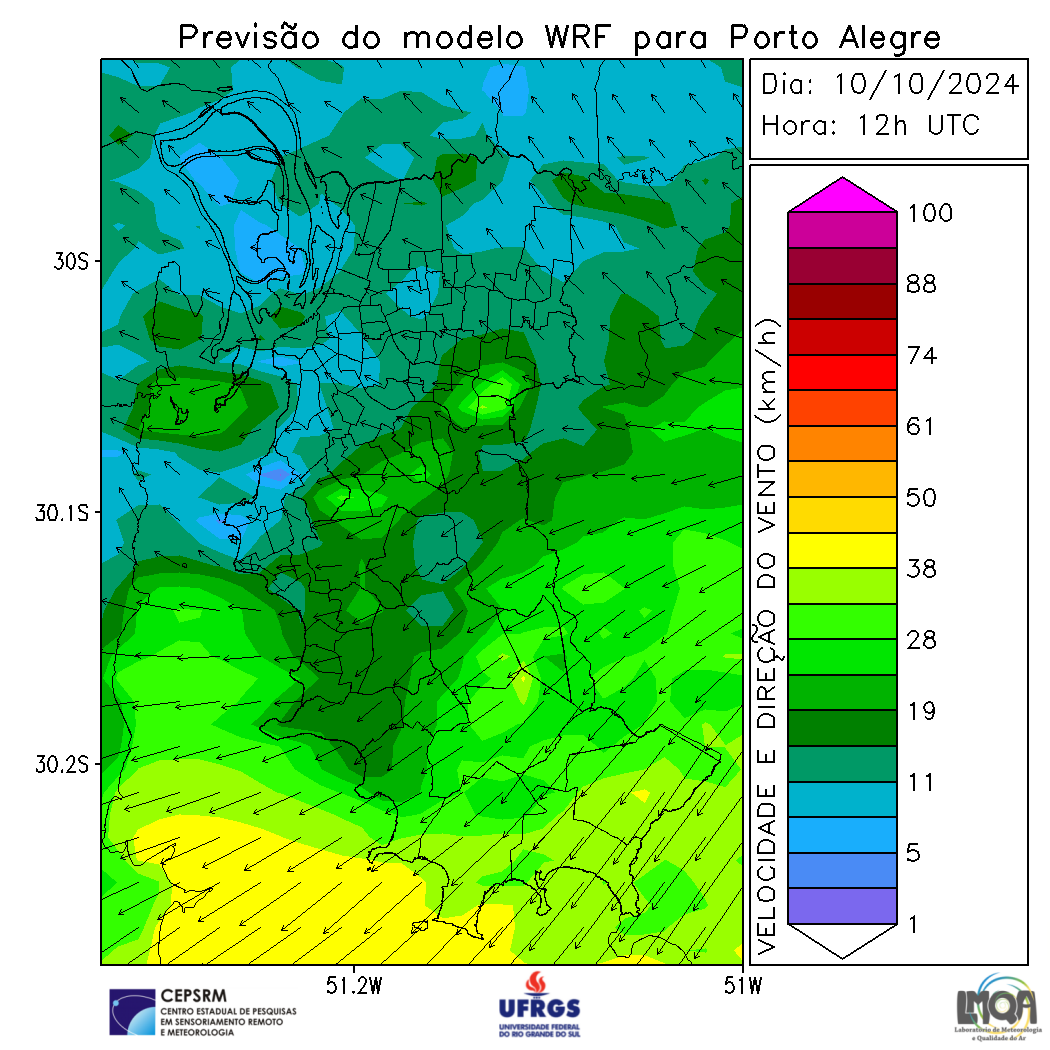 Previsão do modelo WRF para Porto Alegre
Dia: 10/10/2024
Hora: 12h UTC
30S
30.1S
30.2S
51.2W
51W
VELOCIDADE E DIREÇÃO DO VENTO (km/h)
100
88
74
61
50
38
28
19
11
5
1
CEPSRM
CENTRO ESTADUAL DE PESQUISAS
EM SENSORIAMENTO REMOTO
E METEOROLOGIA
UFRGS
UNIVERSIDADE FEDERAL
DO RIO GRANDE DO SUL
LMQA
Laboratório de Meteorologia
e Qualidade do Ar